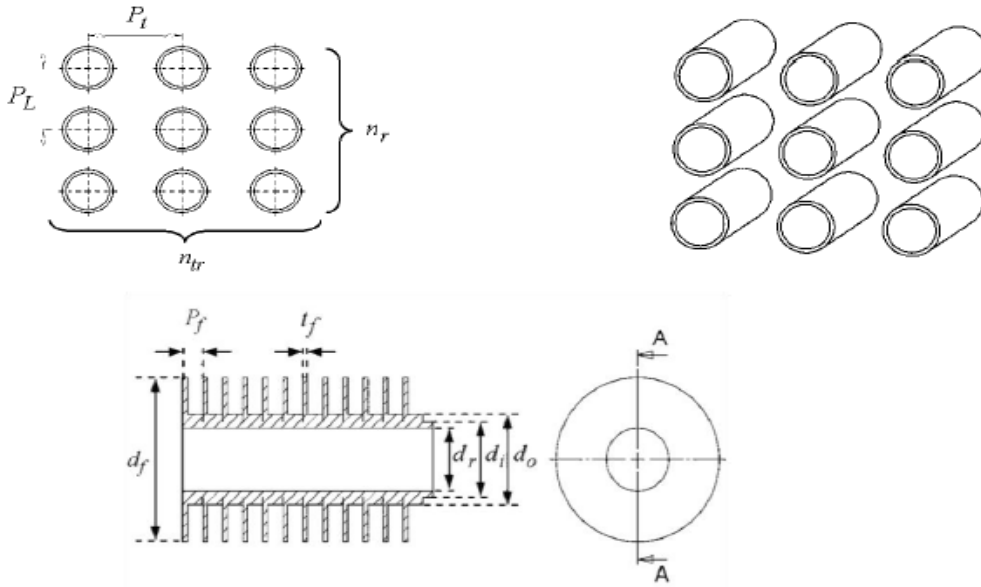 P_t
P_L
n_r
n_tr
P_f
t_f
A
d_f
d_r d_i d_o
A